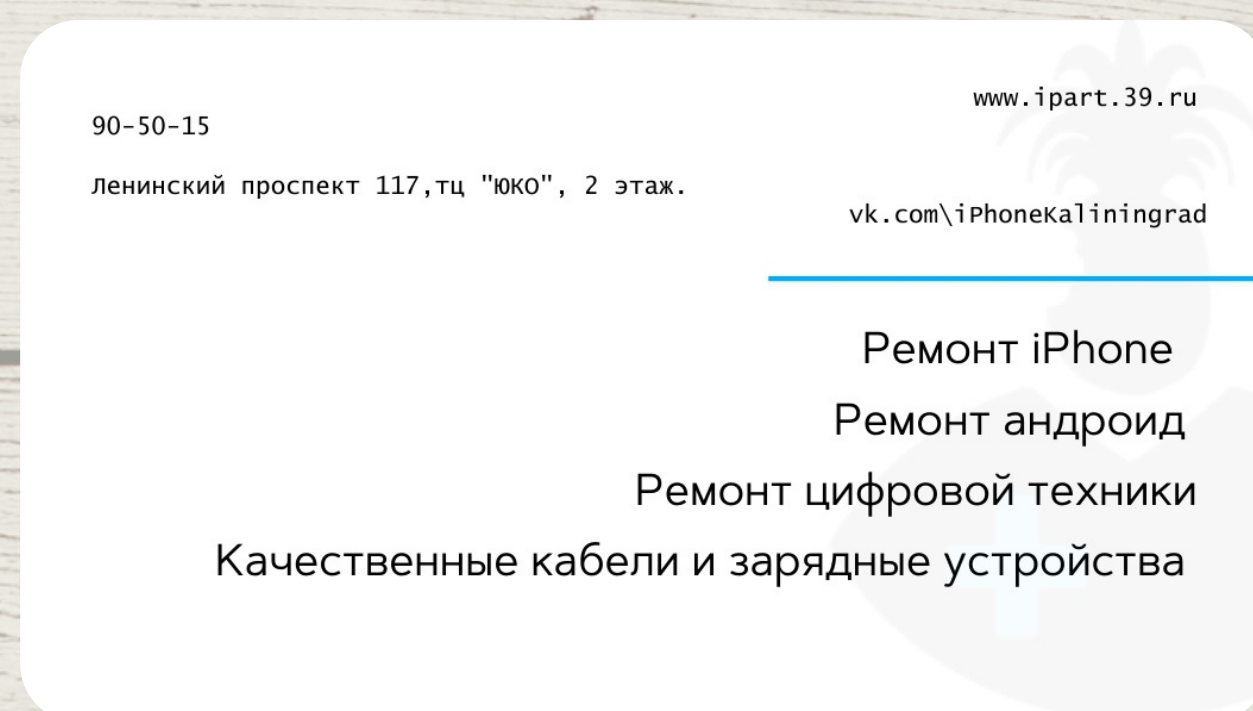 www.ipart.39.ru
90-50-15
Ленинский проспект 117,тц "ЮКО", 2 этаж.
vk.com\iPhoneKaliningrad
Ремонт iPhone
Ремонт андроид
Ремонт цифровой техники
Качественные кабели и зарядные устройства